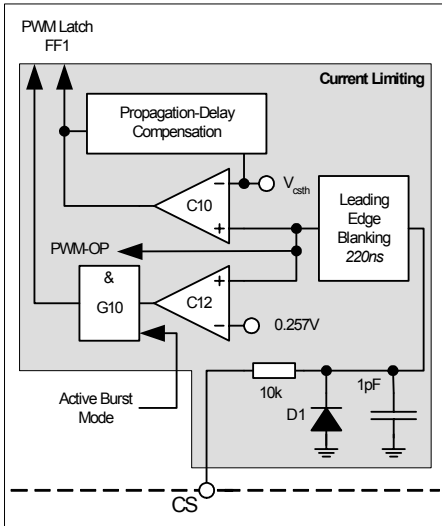 PWM Latch
FF1
Current Limiting
Propagation-Delay
Compensation
−
Vcsth
C10
+
Leading
Edge
Blanking
220ns
PWM-OP
&
G10
+
C12
−
0.257V
10k
1pF
D1
Active Burst
Mode
CS